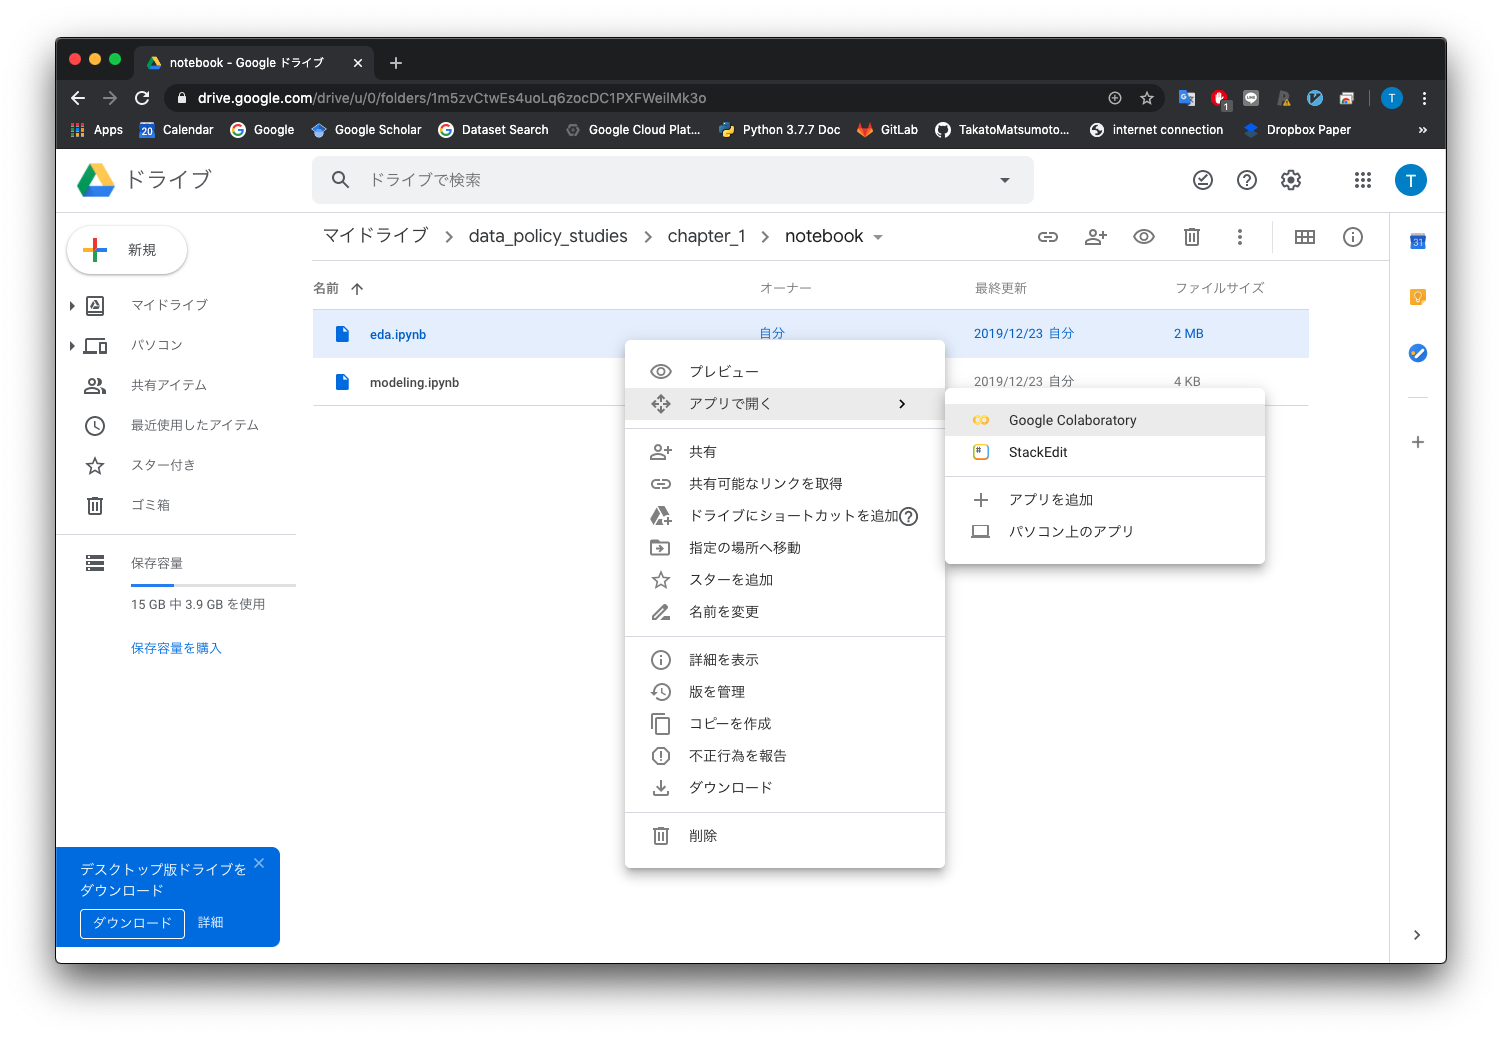 notebook - Google ドライブ
drive.google.com/drive/u/0/folders/1m5zvCtwEs4uoLq6zocDC1PXFWeilMk3o
1
T
Apps
20
Calendar
Google
Google Scholar
Dataset Search
Google Cloud Plat...
Python 3.7.7 Doc
GitLab
TakatoMatsumoto...
internet connection
Dropbox Paper
»
ドライブ
ドライブで検索
T
新規
マイドライブ
data_policy_studies
chapter_1
notebook
31
名前
オーナー
最終更新
ファイルサイズ
eda.ipynb
自分
2019/12/23 自分
2 MB
modeling.ipynb
2019/12/23 自分
4 KB
マイドライブ
パソコン
共有アイテム
最近使用したアイテム
スター付き
ゴミ箱
保存容量
15 GB 中 3.9 GB を使用
保存容量を購入
プレビュー
アプリで開く
共有
共有可能なリンクを取得
ドライブにショートカットを追加
指定の場所へ移動
スターを追加
名前を変更
詳細を表示
版を管理
コピーを作成
不正行為を報告
ダウンロード
削除
Google Colaboratory
StackEdit
アプリを追加
パソコン上のアプリ
デスクトップ版ドライブを
ダウンロード
ダウンロード
詳細